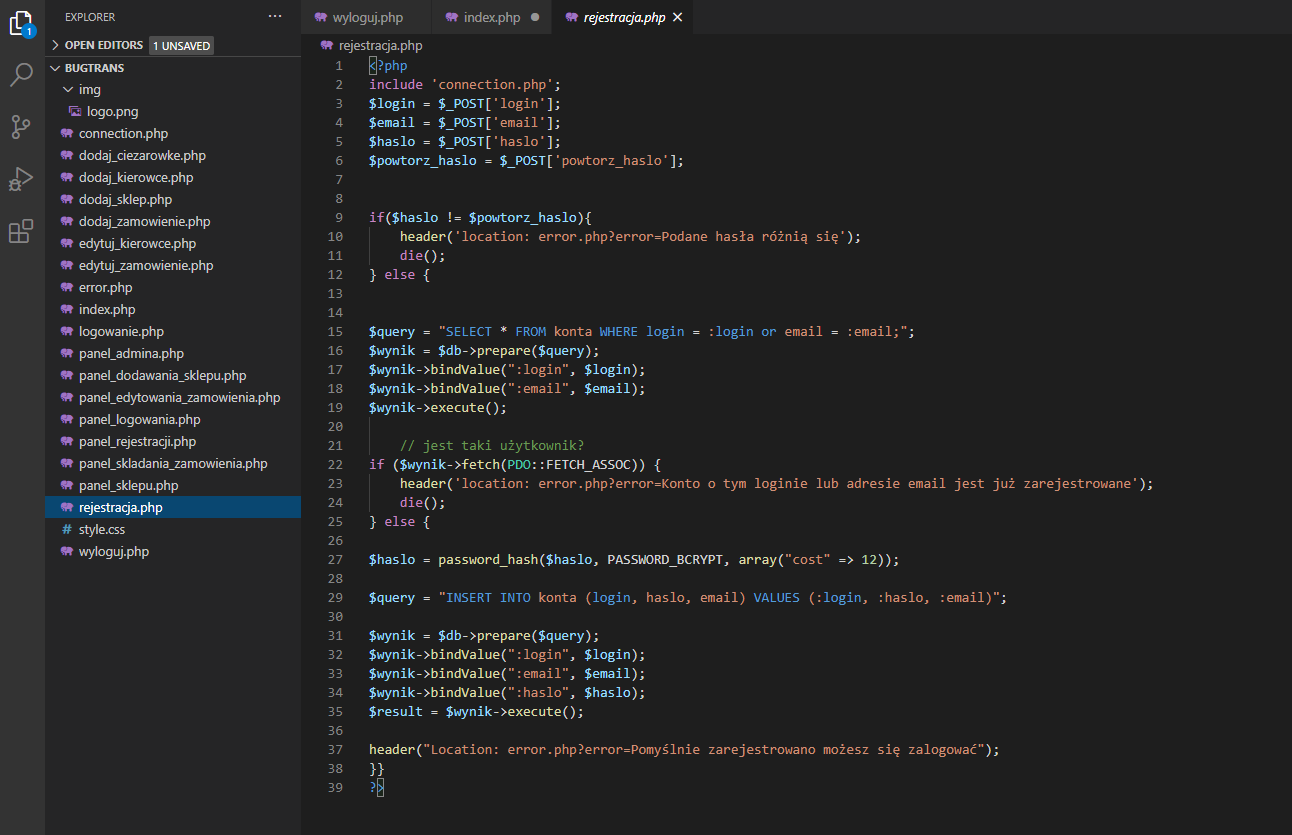 1
EXPLORER
···
OPEN EDITORS 1 UNSAVED
BUGTRANS
img
logo.png
connection.php
dodaj_ciezarowke.php
dodaj_kierowce.php
dodaj_sklep.php
dodaj_zamowienie.php
edytuj_kierowce.php
edytuj_zamowienie.php
error.php
index.php
logowanie.php
panel_admina.php
panel_dodawania_sklepu.php
panel_edytowania_zamowienia.php
panel_logowania.php
panel_rejestracji.php
panel_skladania_zamowienia.php
panel_sklepu.php
rejestracja.php
# style.css
wyloguj.php
wyloguj.php index.php rejestracja.php
rejestracja.php
1 <?php
2 include 'connection.php';
3 $login = $_POST['login'];
4 $email = $_POST['email'];
5 $haslo = $_POST['haslo'];
6 $powtorz_haslo = $_POST['powtorz_haslo'];
7
8
9 if($haslo != $powtorz_haslo){
10 header('location: error.php?error=Podane hasła różnią się');
11 die();
12 } else {
13
14
15 $query = "SELECT * FROM konta WHERE login = :login or email = :email;";
16 $wynik = $db->prepare($query);
17 $wynik->bindValue(":login", $login);
18 $wynik->bindValue(":email", $email);
19 $wynik->execute();
20
21 // jest taki użytkownik?
22 if ($wynik->fetch(PDO::FETCH_ASSOC)) {
23 header('location: error.php?error=Konto o tym loginie lub adresie email jest już zarejestrowane');
24 die();
25 } else {
26
27 $haslo = password_hash($haslo, PASSWORD_BCRYPT, array("cost" => 12));
28
29 $query = "INSERT INTO konta (login, haslo, email) VALUES (:login, :haslo, :email)";
30
31 $wynik = $db->prepare($query);
32 $wynik->bindValue(":login", $login);
33 $wynik->bindValue(":email", $email);
34 $wynik->bindValue(":haslo", $haslo);
35 $result = $wynik->execute();
36
37 header("Location: error.php?error=Pomyślnie zarejestrowano możesz się zalogować");
38 }}
39 ?>